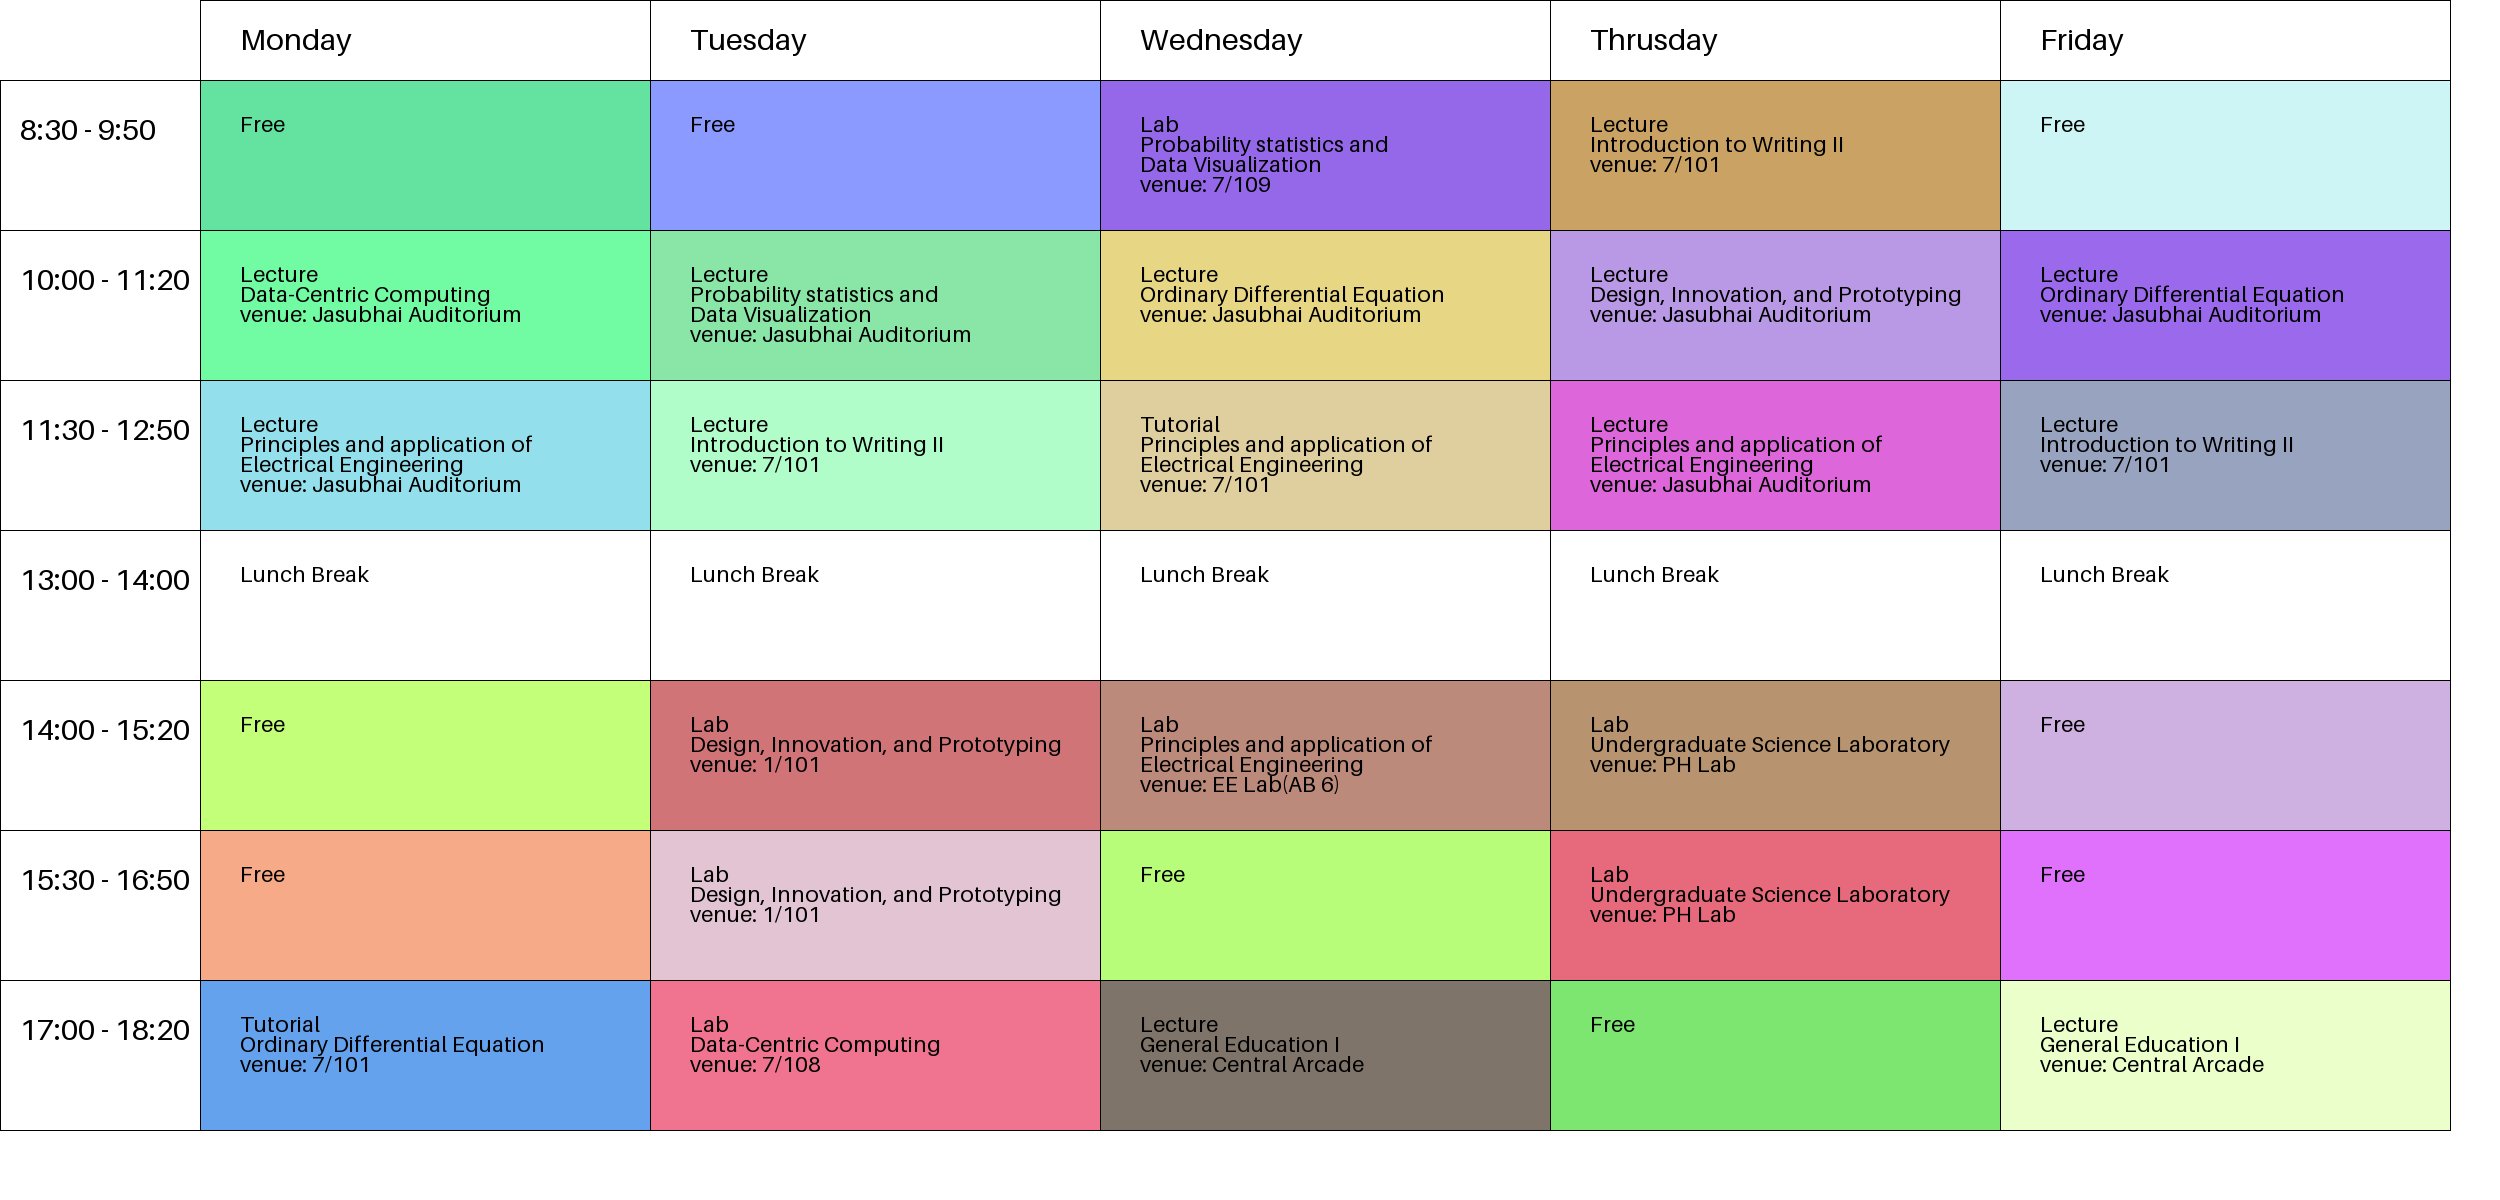 Monday
Tuesday
Wednesday
Thrusday
Friday
8:30 - 9:50
Free
Free
Lab
Probability statistics and
Data Visualization
venue: 7/109
Lecture
Introduction to Writing II
venue: 7/101
Free
10:00 - 11:20
Lecture
Data-Centric Computing
venue: Jasubhai Auditorium
Lecture
Probability statistics and
Data Visualization
venue: Jasubhai Auditorium
Lecture
Ordinary Differential Equation
venue: Jasubhai Auditorium
Lecture
Design, Innovation, and Prototyping
venue: Jasubhai Auditorium
Lecture
Ordinary Differential Equation
venue: Jasubhai Auditorium
11:30 - 12:50
Lecture
Principles and application of
Electrical Engineering
venue: Jasubhai Auditorium
Lecture
Introduction to Writing II
venue: 7/101
Tutorial
Principles and application of
Electrical Engineering
venue: 7/101
Lecture
Principles and application of
Electrical Engineering
venue: Jasubhai Auditorium
Lecture
Introduction to Writing II
venue: 7/101
13:00 - 14:00
Lunch Break
Lunch Break
Lunch Break
Lunch Break
Lunch Break
14:00 - 15:20
Free
Lab
Design, Innovation, and Prototyping
venue: 1/101
Lab
Principles and application of
Electrical Engineering
venue: EE Lab(AB 6)
Lab
Undergraduate Science Laboratory
venue: PH Lab
Free
15:30 - 16:50
Free
Lab
Design, Innovation, and Prototyping
venue: 1/101
Free
Lab
Undergraduate Science Laboratory
venue: PH Lab
Free
17:00 - 18:20
Tutorial
Ordinary Differential Equation
venue: 7/101
Lab
Data-Centric Computing
venue: 7/108
Lecture
General Education I
venue: Central Arcade
Free
Lecture
General Education I
venue: Central Arcade